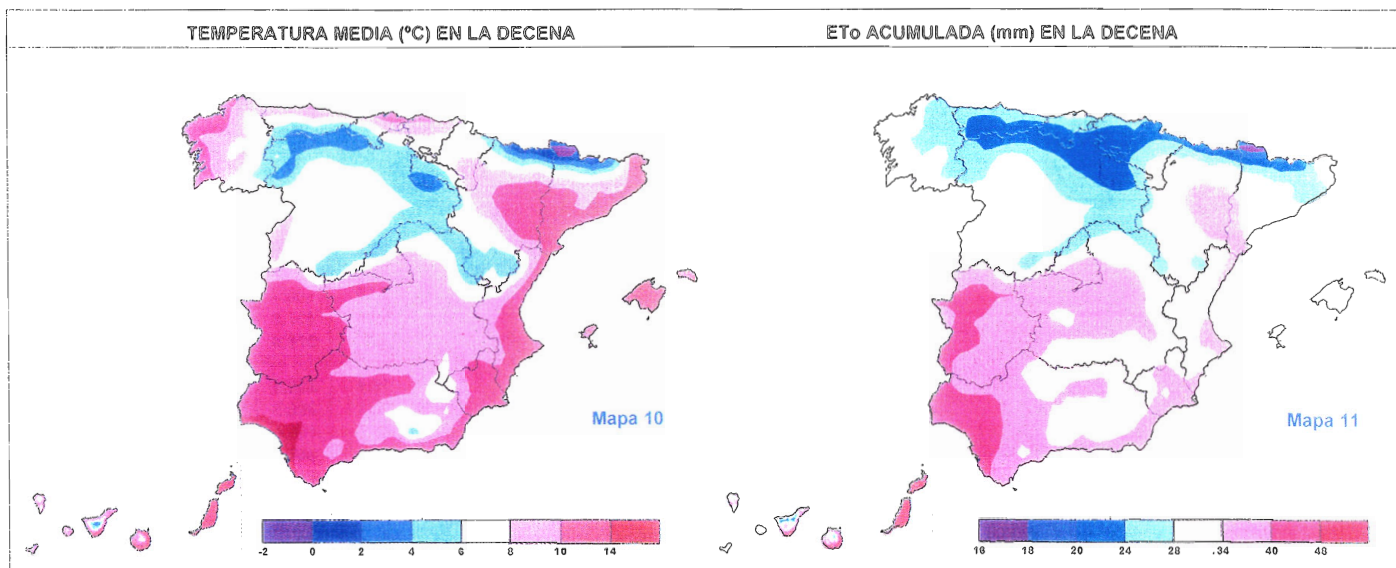 TEMPERATURA MEDIA (ºC) EN LA DECENA
ETo ACUMULADA (mm) EN LA DECENA
Mapa 10
Mapa 11
-2 0 2 4 6 8 10 14
16 18 20 24 28 .34 40 48